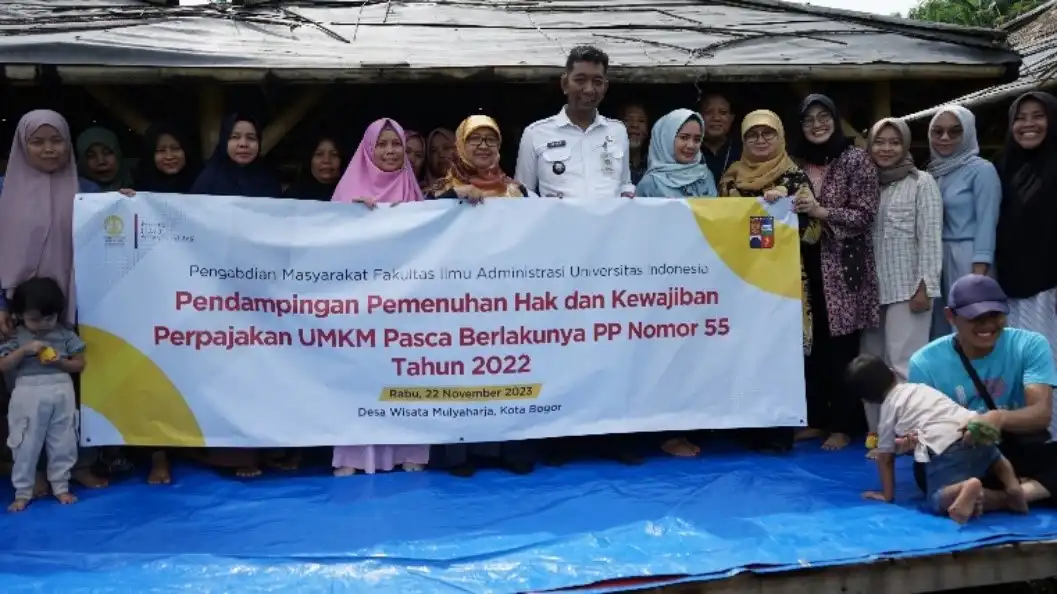 Pengabdian Masyarakat Fakultas Ilmu Administrasi Universitas Indonesia
Pendampingan Pemenuhan Hak dan Kewajiban
Perpajakan UMKM Pasca Berlakunya PP Nomor 55
Tahun 2022
Rabu, 22 November 2023
Desa Wisata Mulyaharja, Kota Bogor